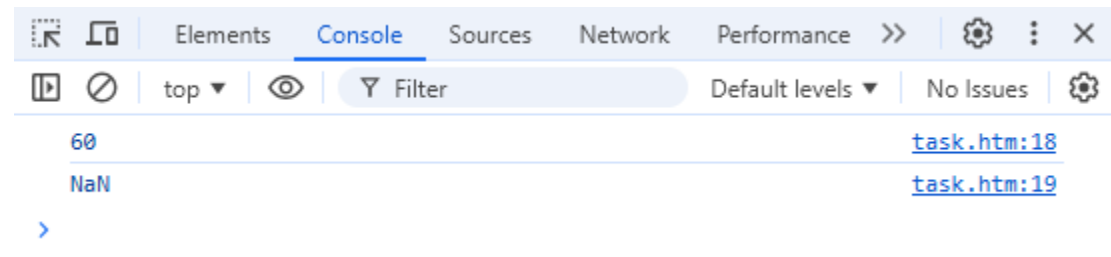 Elements Console Sources Network Performance
top Filter Default levels No Issues
60 task.htm:18
NaN task.htm:19